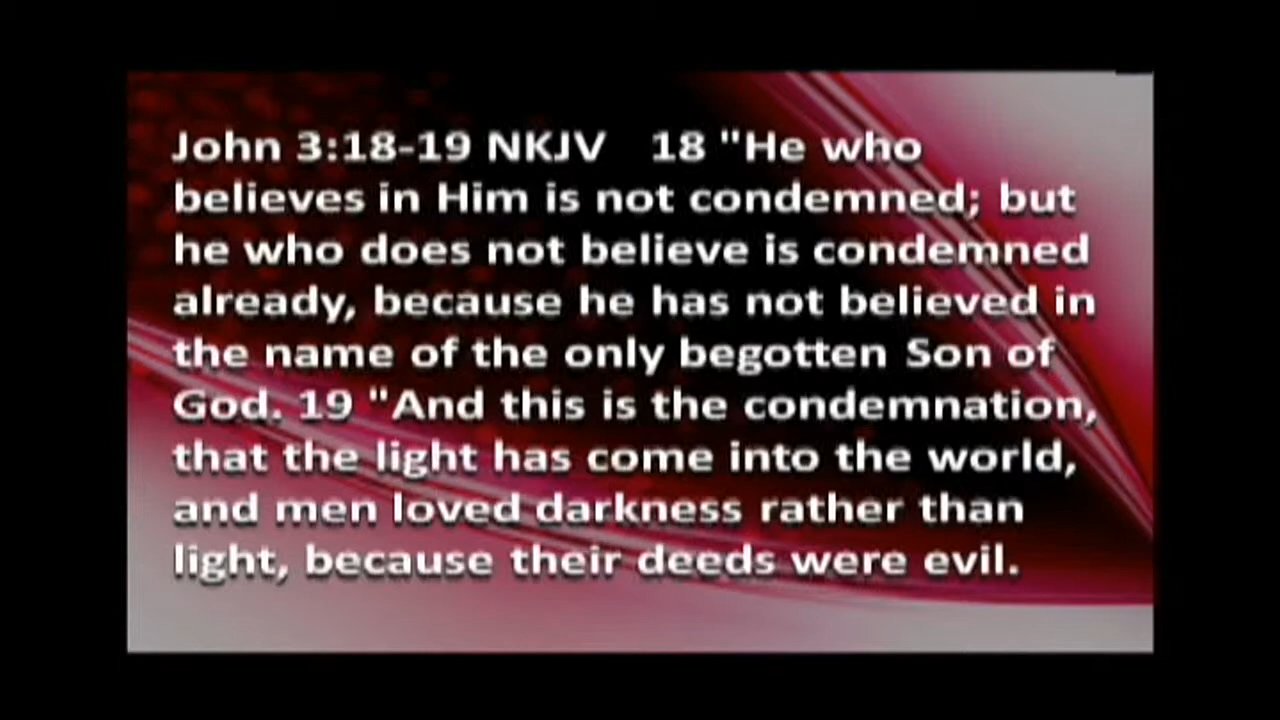 John 3:18-19 NKJV   18 "He who
believes in Him is not condemned; but
he who does not believe is condemned
already, because he has not believed in
the name of the only begotten Son of
God. 19 "And this is the condemnation,
that the light has come into the world,
and men loved darkness rather than
light, because their deeds were evil.